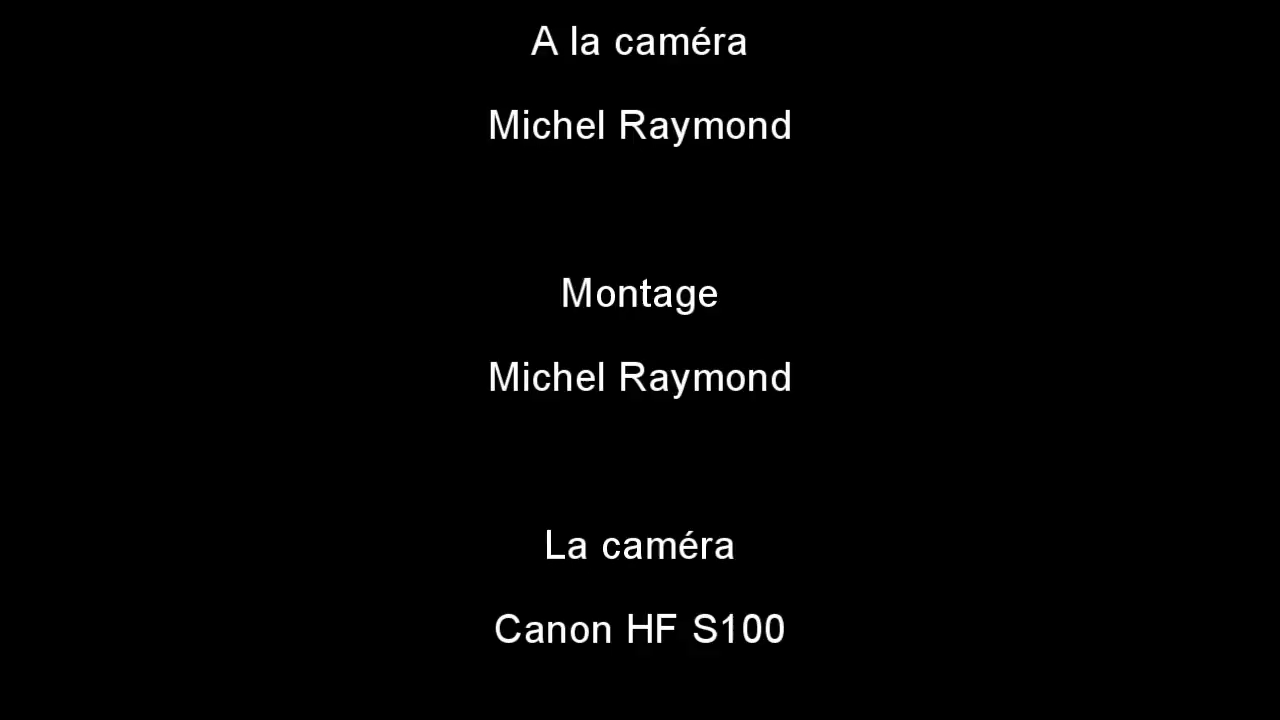 A la caméra
Michel Raymond
Montage
Michel Raymond
La caméra
Canon HF S100